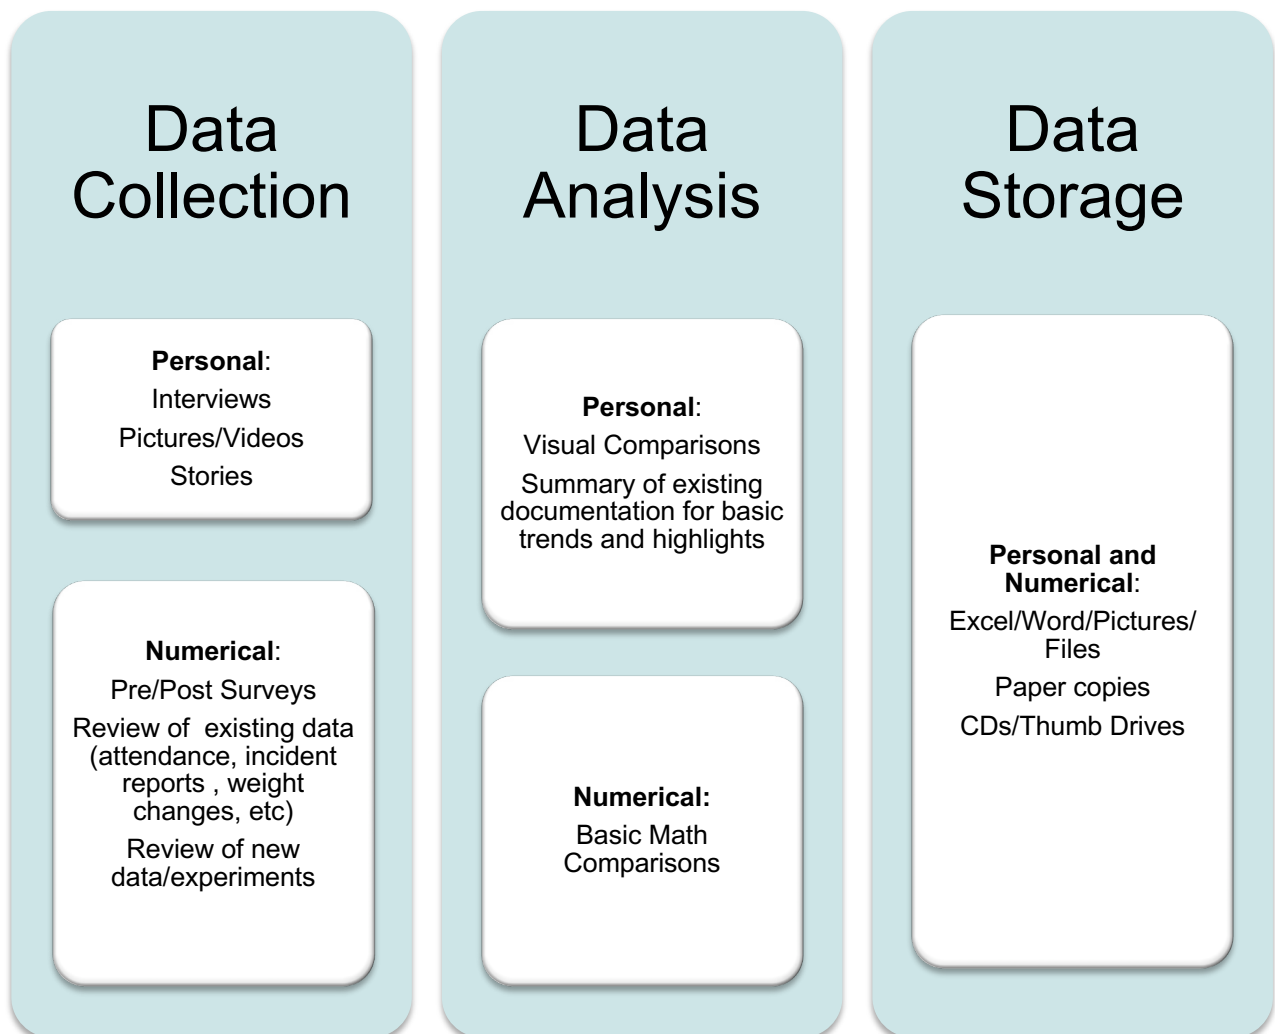 Data
Collection
Personal:
Interviews
Pictures/Videos
Stories
Numerical:
Pre/Post Surveys
Review of  existing data
(attendance, incident
reports , weight
changes, etc)
Review of new
data/experiments
Data
Analysis
Personal:
Visual Comparisons
Summary of existing
documentation for basic
trends and highlights
Numerical:
Basic Math
Comparisons
Data
Storage
Personal and
Numerical:
Excel/Word/Pictures/
Files
Paper copies
CDs/Thumb Drives